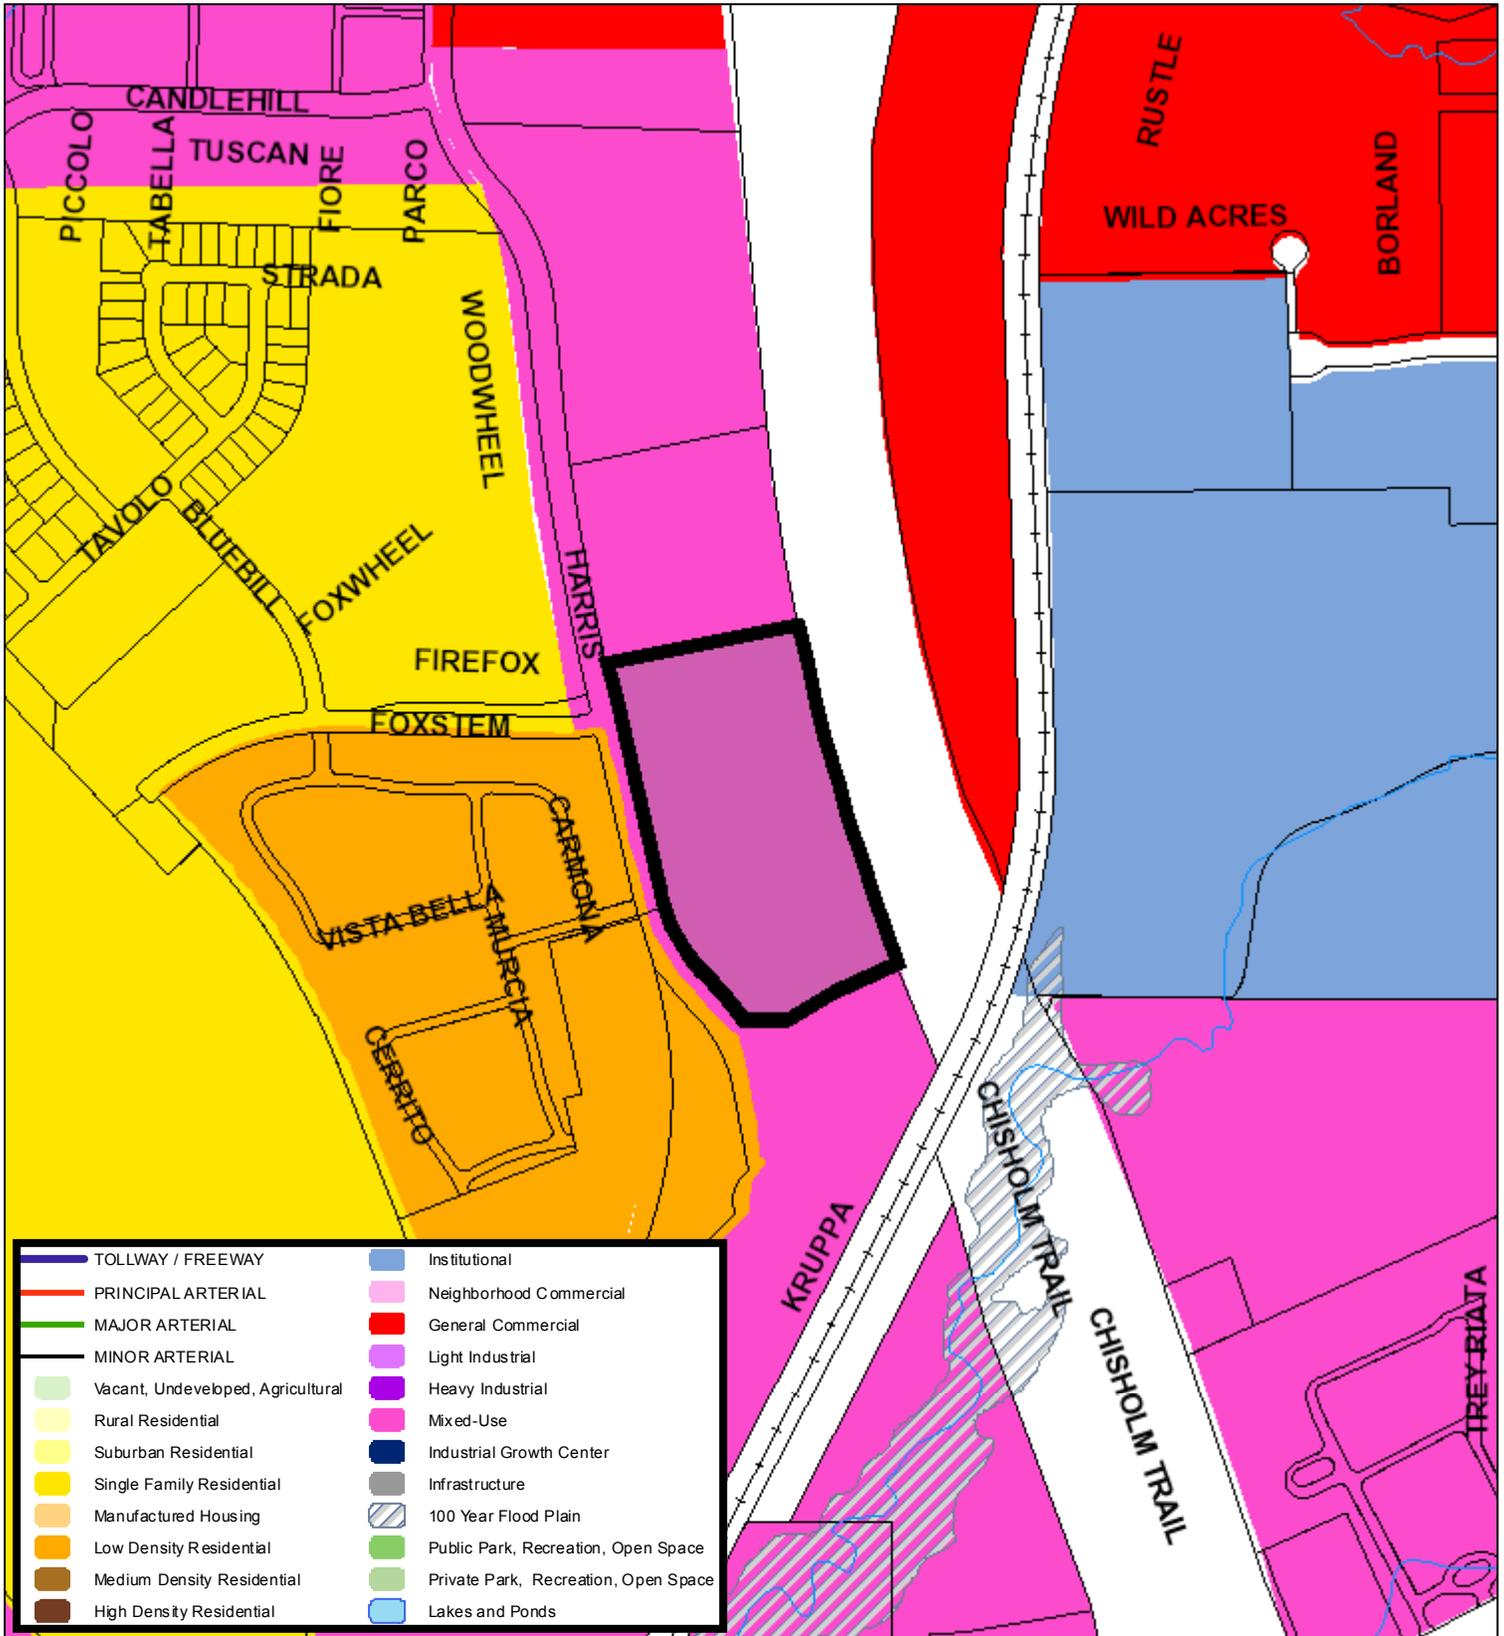 RUSTLE
CANDLEHILL
PICCOLO
TABELLA
TUSCAN
FIORE
PARCO
WILD ACRES
BORLAND
STRADA
WOODWHEEL
TAVOLO
BLUEBILL
FOXWHEEL
HARRIS
FIREFOX
FOXSTEM
CARMONA
VISTA BELLA
MURCIA
CERRITO
CHISHOLM TRAIL
KRUPPA
CHISHOLM TRAIL
TREY RIATA
TOLLWAY / FREEWAY
PRINCIPAL ARTERIAL
MAJOR ARTERIAL
MINOR ARTERIAL
Vacant, Undeveloped, Agricultural
Rural Residential
Suburban Residential
Single Family Residential
Manufactured Housing
Low Density Residential
Medium Density Residential
High Density Residential
Institutional
Neighborhood Commercial
General Commercial
Light Industrial
Heavy Industrial
Mixed-Use
Industrial Growth Center
Infrastructure
100 Year Flood Plain
Public Park, Recreation, Open Space
Private Park, Recreation, Open Space
Lakes and Ponds